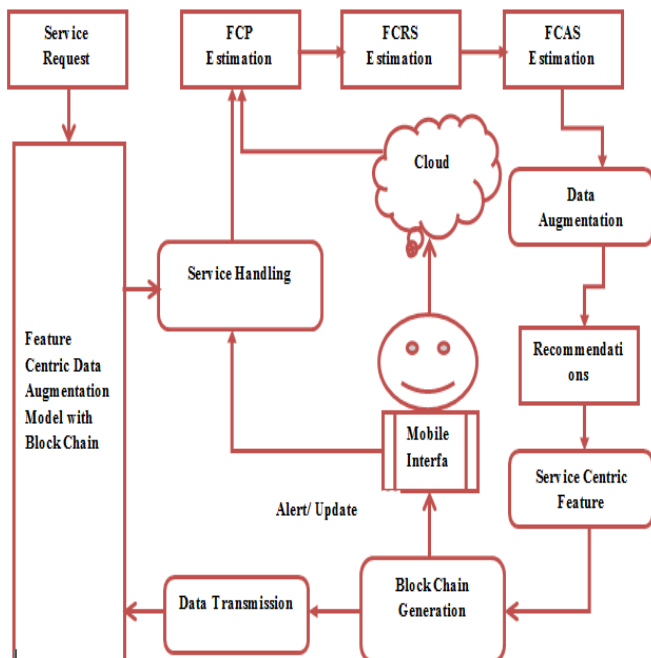 Service
Request
FCP
Estimation
FCRS
Estimation
FCAS
Estimation
Cloud
Data
Augmentation
Service Handling
Feature
Centric Data
Augmentation
Model with
Block Chain
Recommendati
ons
Mobile
Interfa
Service Centric
Feature
Alert/ Update
Data Transmission
Block Chain
Generation